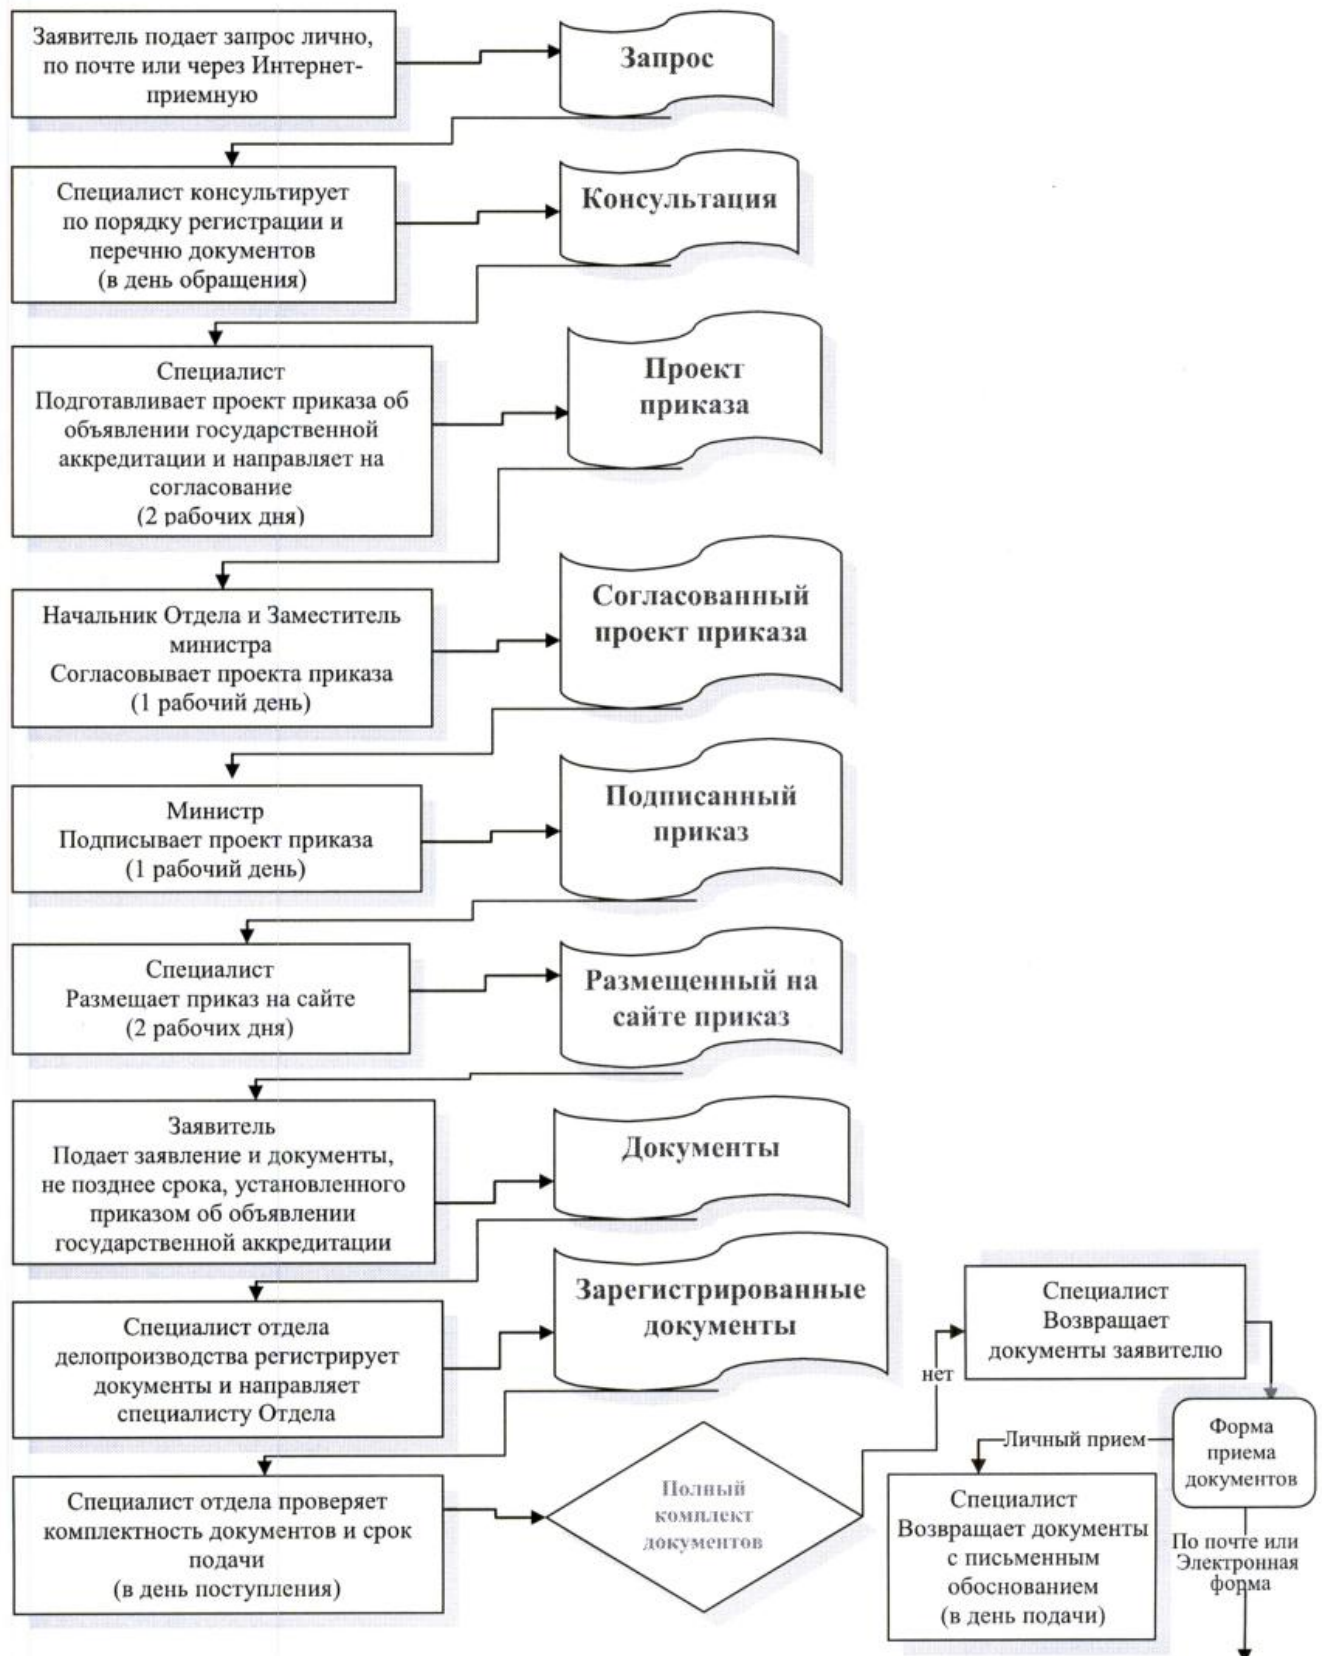 Заявитель подает запрос лично,
по почте или через Интернет-
приемную
Запрос
Специалист консультирует
по порядку регистрации и
перечню документов
(в день обращения)
Консультация
Специалист
Подготавливает проект приказа об
объявлении государственной
аккредитации и направляет на
согласование
(2 рабочих дня)
Проект
приказа
Начальник Отдела и Заместитель
министра
Согласовывает проекта приказа
(1 рабочий день)
Согласованный
проект приказа
Министр
Подписывает проект приказа
(1 рабочий день)
Подписанный
приказ
Специалист
Размещает приказ на сайте
(2 рабочих дня)
Размещенный на
сайте приказ
Заявитель
Подает заявление и документы,
не позднее срока, установленного
приказом об объявлении
государственной аккредитации
Документы
Специалист отдела
делопроизводства регистрирует
документы и направляет
специалисту Отдела
Зарегистрированные
документы
Специалист отдела проверяет
комплектность документов и срок
подачи
(в день поступления)
Полный
комплект
документов
нет
Специалист
Возвращает
документы заявителю
Форма
приема
документов
Личный прием
Специалист
Возвращает документы
с письменным
обоснованием
(в день подачи)
По почте или
Электронная
форма